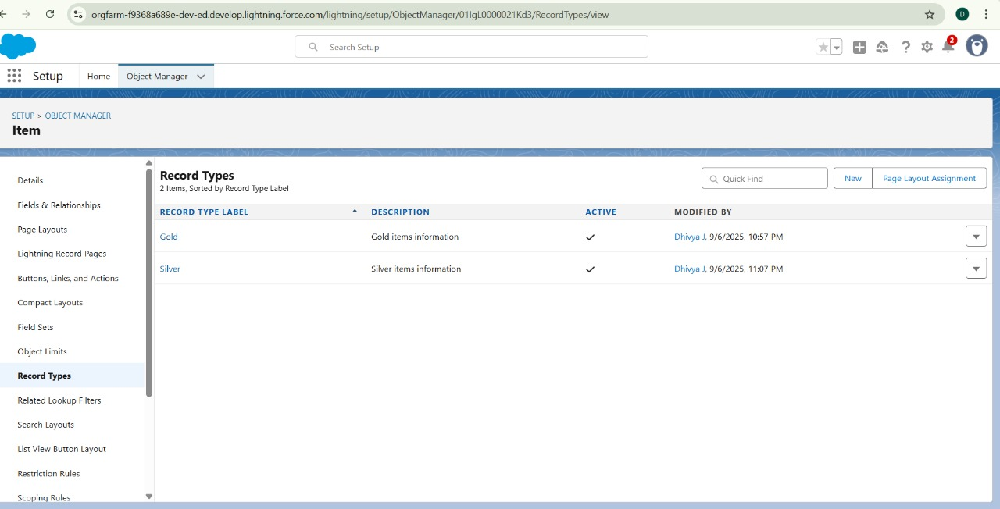 orgfarm-f9368a689e-dev-ed.develop.lightning.force.com/lightning/setup/ObjectManager/01IgL0000021Kd3/RecordTypes/view
D
Search Setup
2
Setup
Home
Object Manager
SETUP > OBJECT MANAGER
Item
Details
Fields & Relationships
Page Layouts
Lightning Record Pages
Buttons, Links, and Actions
Compact Layouts
Field Sets
Object Limits
Record Types
Related Lookup Filters
Search Layouts
List View Button Layout
Restriction Rules
Scoping Rules
Record Types
2 Items, Sorted by Record Type Label
Quick Find
New
Page Layout Assignment
RECORD TYPE LABEL DESCRIPTION ACTIVE MODIFIED BY
Gold Gold items information Dhivya J, 9/6/2025, 10:57 PM
Silver Silver items information Dhivya J, 9/6/2025, 11:07 PM